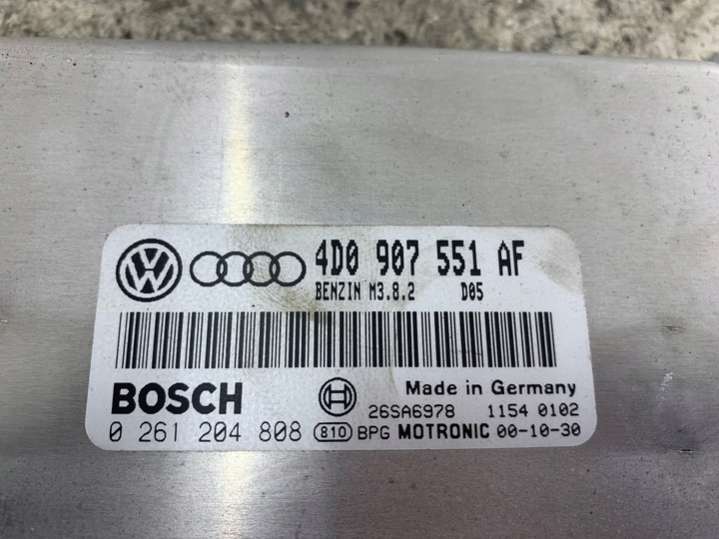 4D0 907 551 AF
BENZIN M3.8.2 D05
BOSCH
Made in Germany
26SA6978 1154 0102
0 261 204 808 810 BPG MOTRONIC 00-10-30